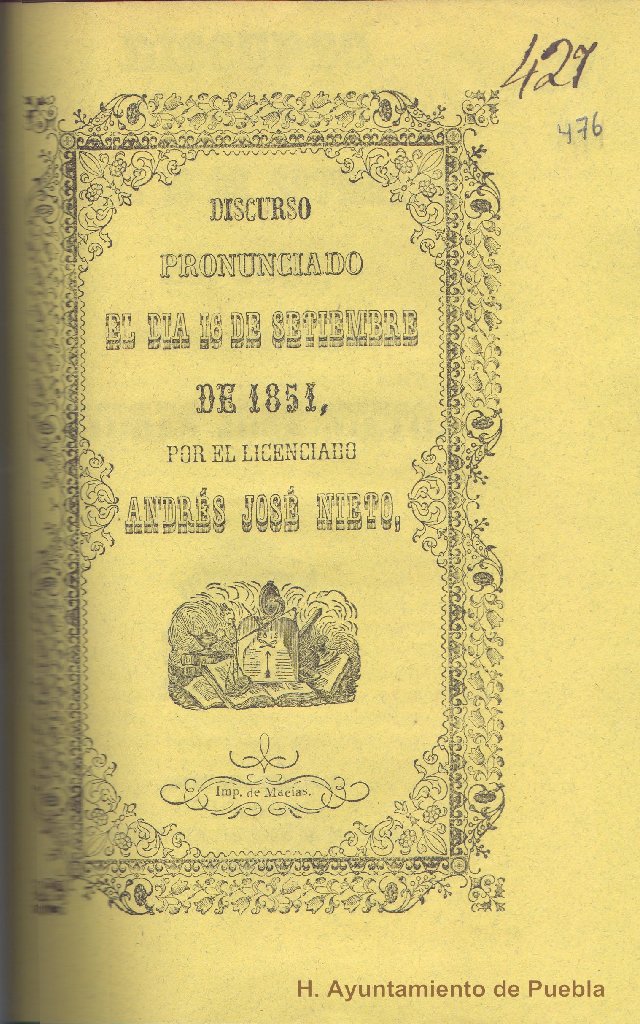 427
476
DISCURSO
PRONUNCIADO
EL DIA 16 DE SETIEMBRE
DE 1851,
POR EL LICENCIADO
ANDRÉS JOSÉ NIETO,
Imp. de Macias.
H. Ayuntamiento de Puebla